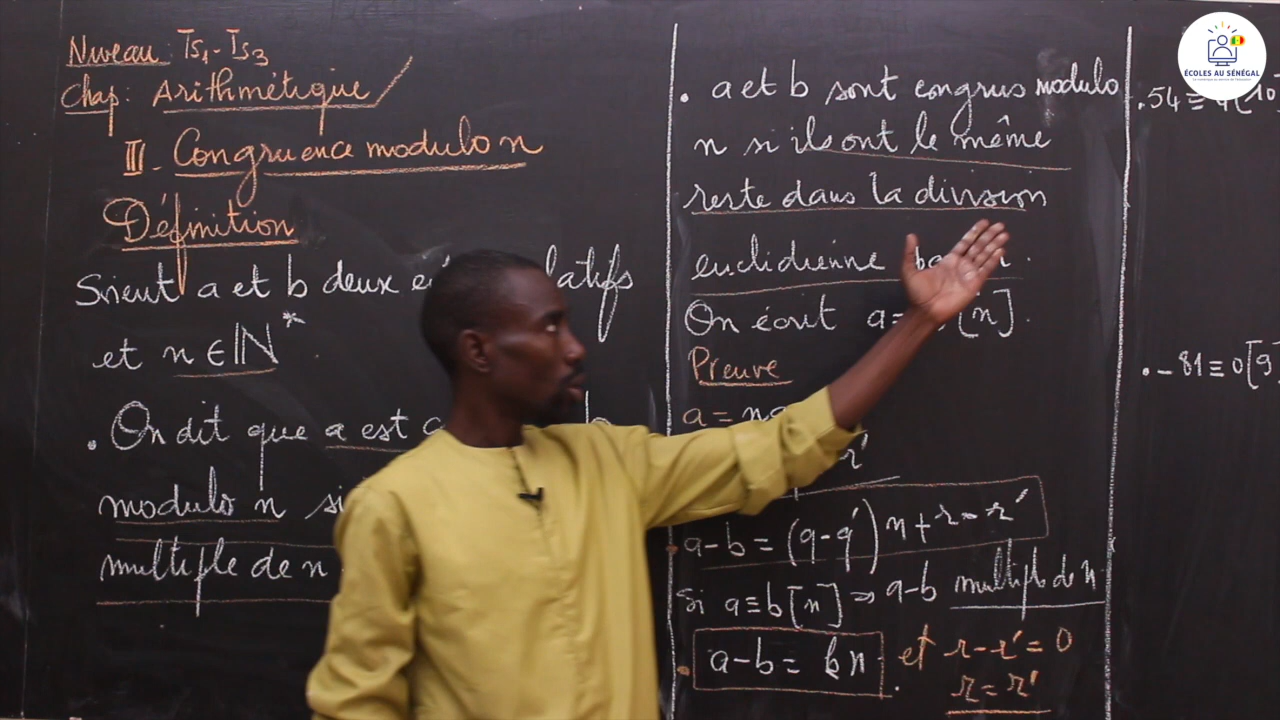 Niveau: Ts1-Ts3
Chap: Arithmétique
III. Congruence modulo n
Définition
Soient a et b deux
et n ∈ ℕ*
. On dit que a est
modulo n si
multiple de n
. a et b sont congrus modulo
n si ils ont le même
reste dans la division
euclidienne
On écrit a [n].
Preuve
a = n
r'
a-b = (q-q')n+r-r'
Si a≡b[n] ⇒ a-b multiple de n
a-b = kn. et r-r'=0
r=r'
.54≡
.-81≡0[9]
ÉCOLES AU SÉNÉGAL